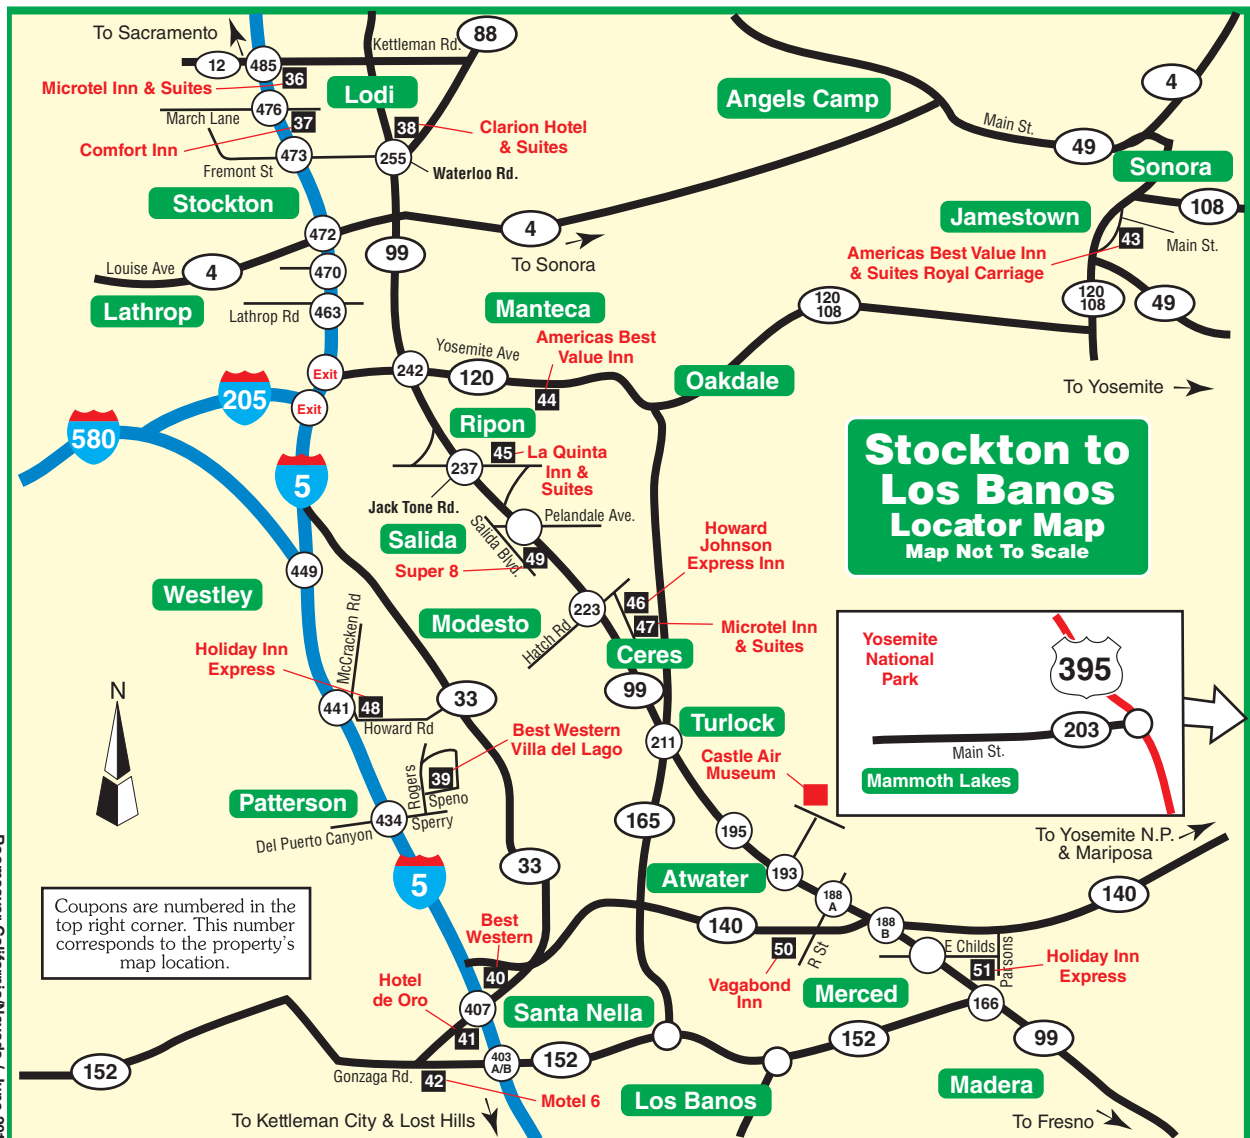 To Sacramento
Kettleman Rd.
88
12
485
36
Microtel Inn & Suites
Lodi
476
March Lane
37
Comfort Inn
38
Clarion Hotel
& Suites
473
255
Fremont St
Waterloo Rd.
Stockton
Angels Camp
Main St.
49
4
Sonora
108
Jamestown
43
Main St.
Americas Best Value Inn
& Suites Royal Carriage
472
4
To Sonora
99
Louise Ave
4
470
Lathrop
Lathrop Rd
463
Manteca
Americas Best
Value Inn
120
108
120
108
49
Exit
242
Yosemite Ave
120
44
Oakdale
To Yosemite
205
Exit
580
5
Ripon
45
La Quinta
Inn &
Suites
237
Jack Tone Rd.
Pelandale Ave.
Salida
Salida Blvd.
49
Super 8
Stockton to
Los Banos
Locator Map
Map Not To Scale
Howard
Johnson
Express Inn
449
Westley
46
223
47
Microtel Inn
& Suites
Modesto
Hatch Rd
Ceres
McCracken Rd
Holiday Inn
Express
48
441
Howard Rd
33
99
Yosemite
National
Park
395
203
Main St.
Mammoth Lakes
N
Turlock
211
Best Western
Villa del Lago
Castle Air
Museum
39
Rogers
Speno
Patterson
434
Sperry
Del Puerto Canyon
165
195
To Yosemite N.P.
& Mariposa
5
33
Atwater
193
188
A
140
Coupons are numbered in the
top right corner. This number
corresponds to the property's
map location.
Best
Western
40
140
188
B
50
R St
E Childs
Parsons
51
Holiday Inn
Express
Vagabond
Inn
Merced
Hotel
de Oro
407
41
Santa Nella
166
152
403
A/B
152
152
99
Gonzaga Rd.
42
Motel 6
Los Banos
Madera
To Kettleman City & Lost Hills
To Fresno